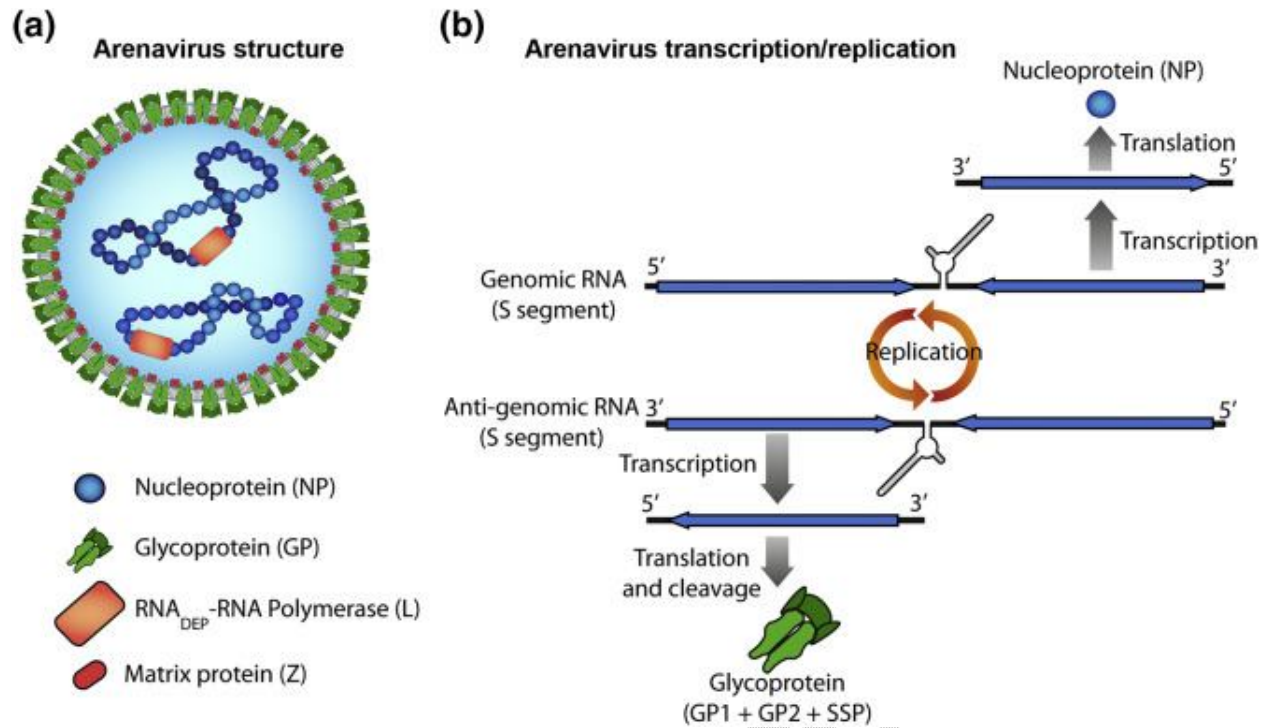 (a)
Arenavirus structure
Nucleoprotein (NP)
Glycoprotein (GP)
RNA_DEP-RNA Polymerase (L)
Matrix protein (Z)
(b)
Arenavirus transcription/replication
Nucleoprotein (NP)
Translation
3′ 5′
Transcription
Genomic RNA
(S segment)
5′ 3′
Replication
Anti-genomic RNA
(S segment)
3′ 5′
Transcription
5′ 3′
Translation
and cleavage
Glycoprotein
(GP1 + GP2 + SSP)